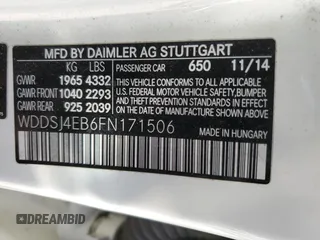 MFD BY DAIMLER AG STUTTGART
KG LBS PASSENGER CAR 650 11/14
GVWR 1965 4332 THIS VEHICLE CONFORMS TO ALL APPLICABLE
GAWR FRONT 1040 2293 U.S. FEDERAL MOTOR VEHICLE SAFETY, BUMPER
GAWR REAR 925 2039 AND THEFT PREVENTION STANDARDS IN EFFECT
ON THE DATE OF MANUFACTURE SHOWN ABOVE.
WDDSJ4EB6FN171506
MADE IN HUNGARY
DREAMBID